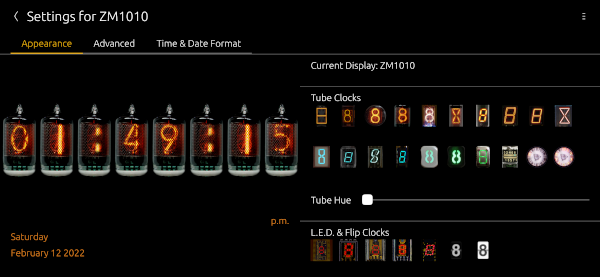 Settings for ZM1010
Appearance
Advanced
Time & Date Format
01:49:15
p.m.
Saturday
February 12 2022
Current Display: ZM1010
Tube Clocks
Tube Hue
L.E.D. & Flip Clocks